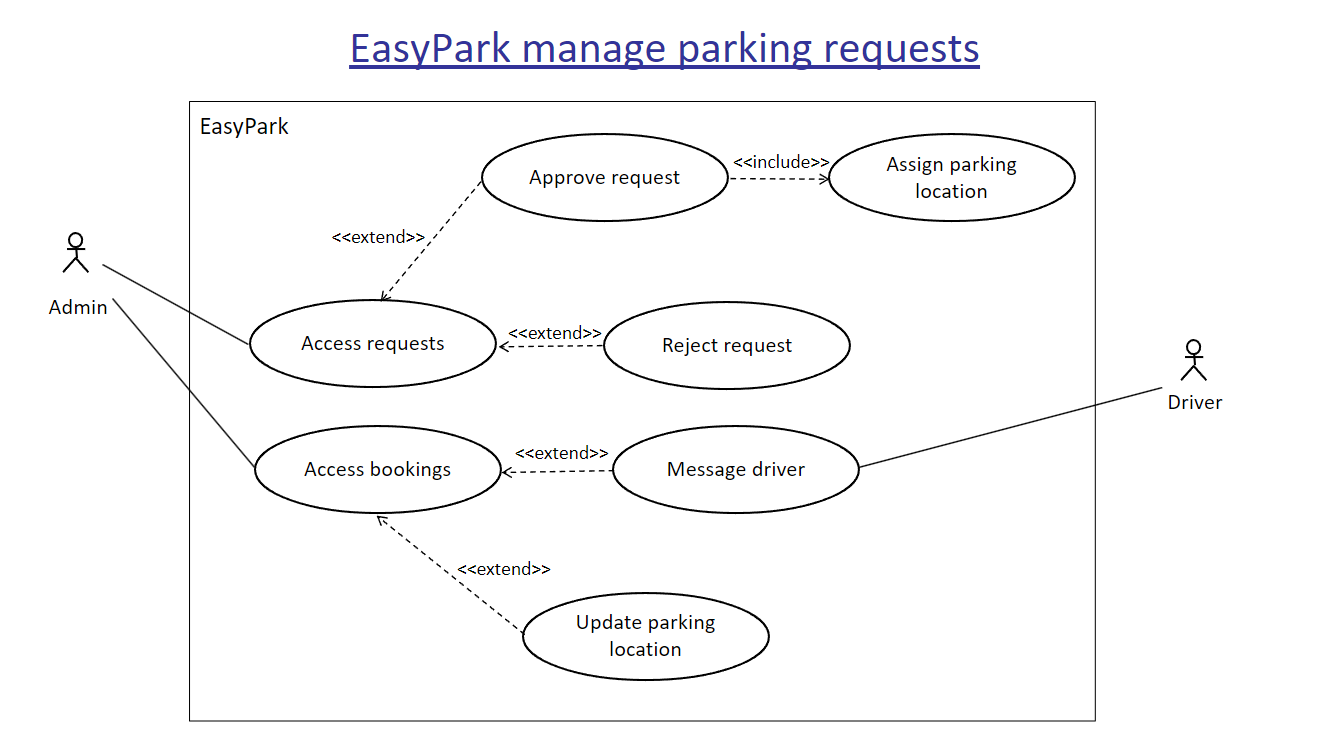 EasyPark manage parking requests
EasyPark
Approve request
<<include>>
Assign parking
location
<<extend>>
Admin
Access requests
<<extend>>
Reject request
Driver
Access bookings
<<extend>>
Message driver
<<extend>>
Update parking
location